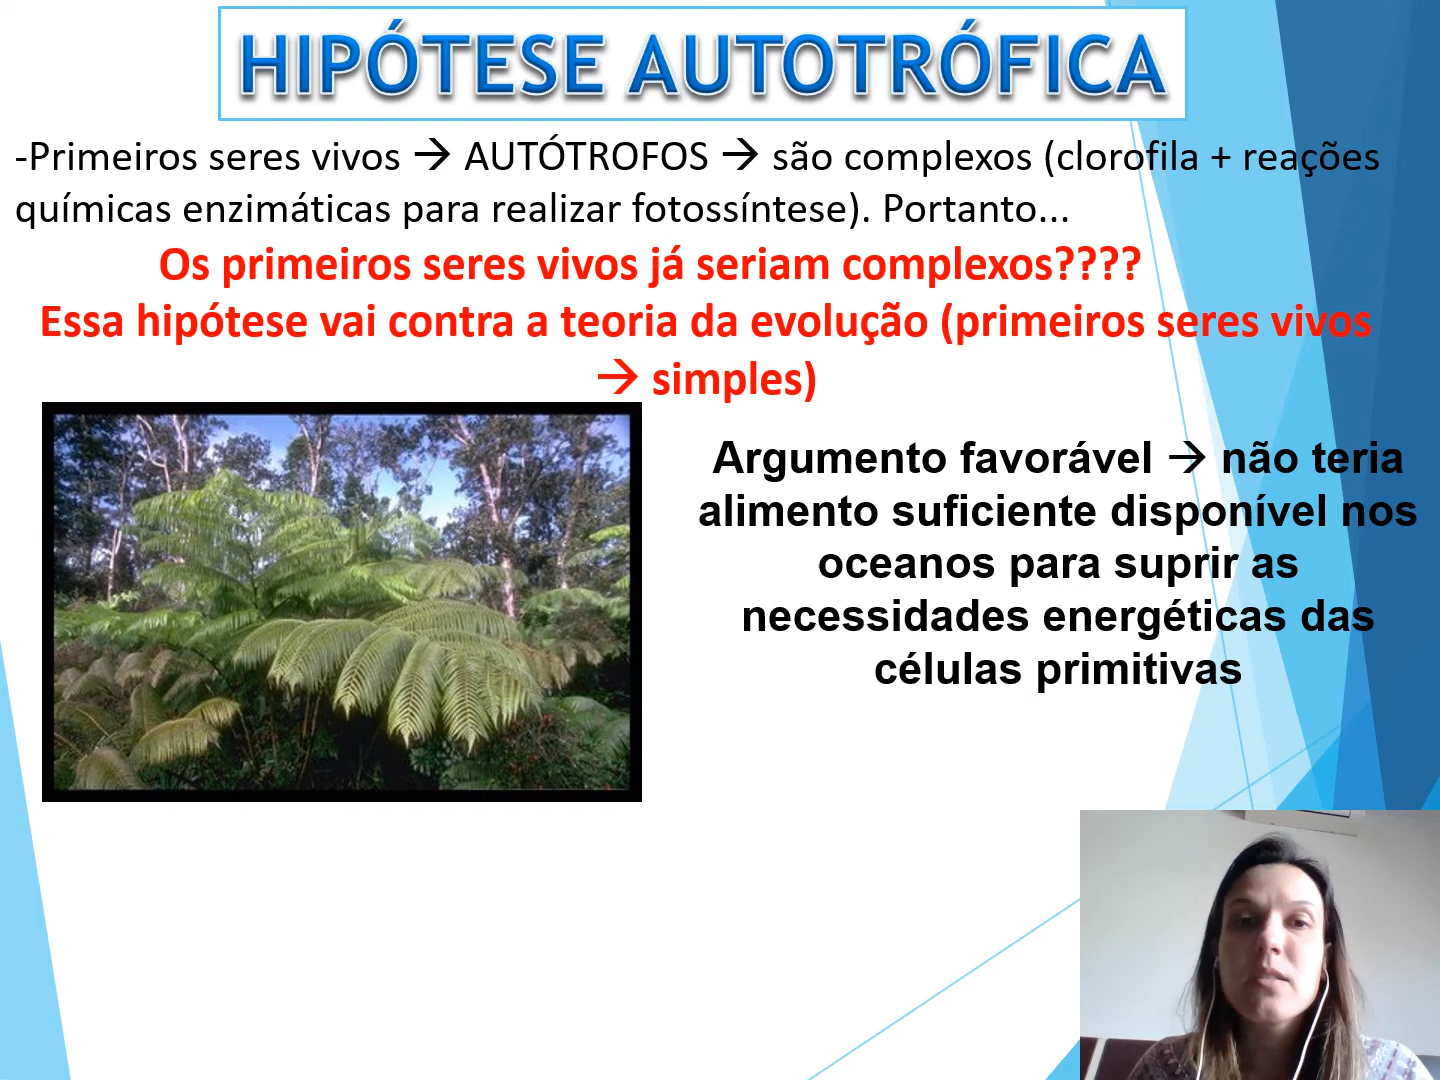 HIPÓTESE AUTOTRÓFICA
-Primeiros seres vivos → AUTÓTROFOS → são complexos (clorofila + reações
químicas enzimáticas para realizar fotossíntese). Portanto...
Os primeiros seres vivos já seriam complexos????
Essa hipótese vai contra a teoria da evolução (primeiros seres vivos
→ simples)
Argumento favorável → não teria
alimento suficiente disponível nos
oceanos para suprir as
necessidades energéticas das
células primitivas